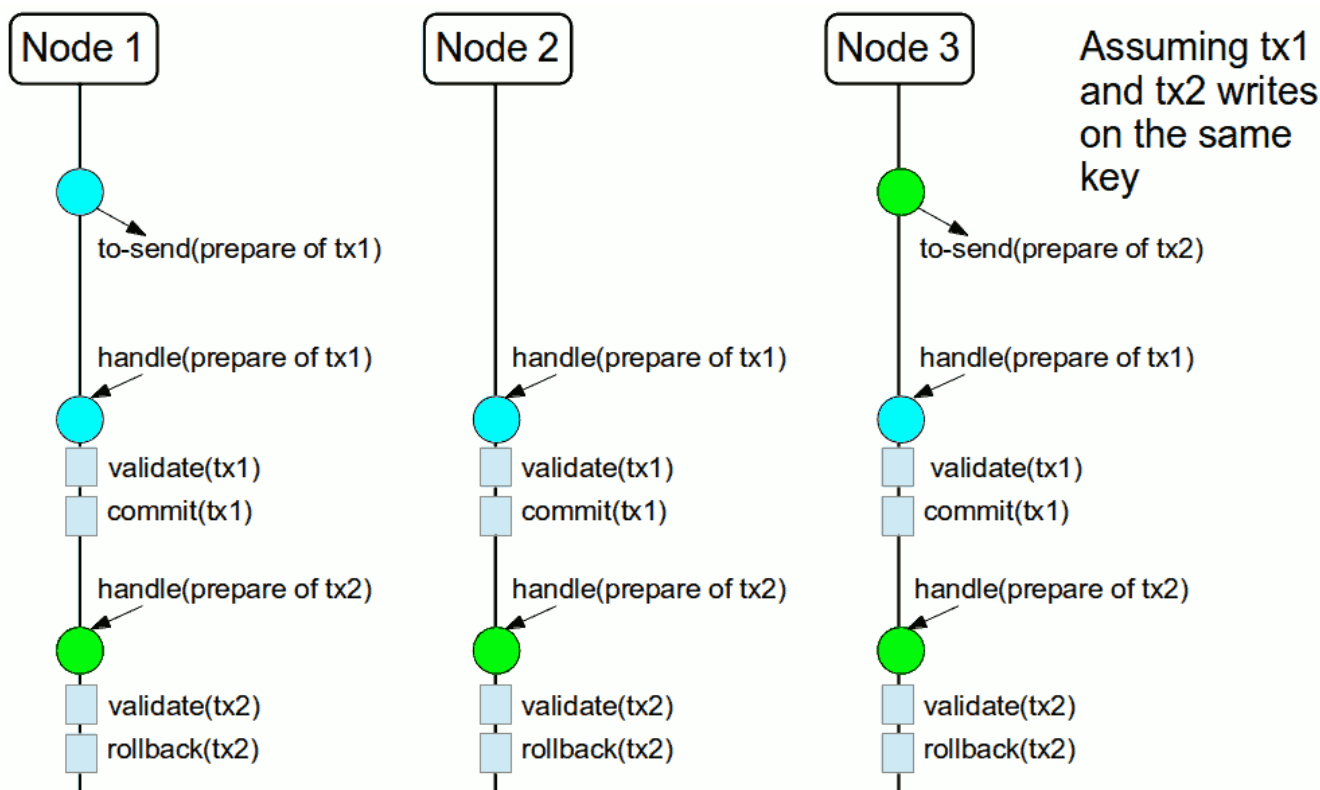 Node 1
Node 2
Node 3
Assuming tx1
and tx2 writes
on the same
key
to-send(prepare of tx1)
to-send(prepare of tx2)
handle(prepare of tx1)
handle(prepare of tx1)
handle(prepare of tx1)
validate(tx1)
validate(tx1)
validate(tx1)
commit(tx1)
commit(tx1)
commit(tx1)
handle(prepare of tx2)
handle(prepare of tx2)
handle(prepare of tx2)
validate(tx2)
validate(tx2)
validate(tx2)
rollback(tx2)
rollback(tx2)
rollback(tx2)